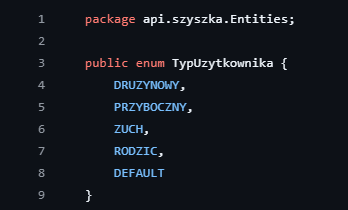 1 package api.szyszka.Entities;
2
3 public enum TypUzytkownika {
4     DRUZYNOWY,
5     PRZYBOCZNY,
6     ZUCH,
7     RODZIC,
8     DEFAULT
9 }